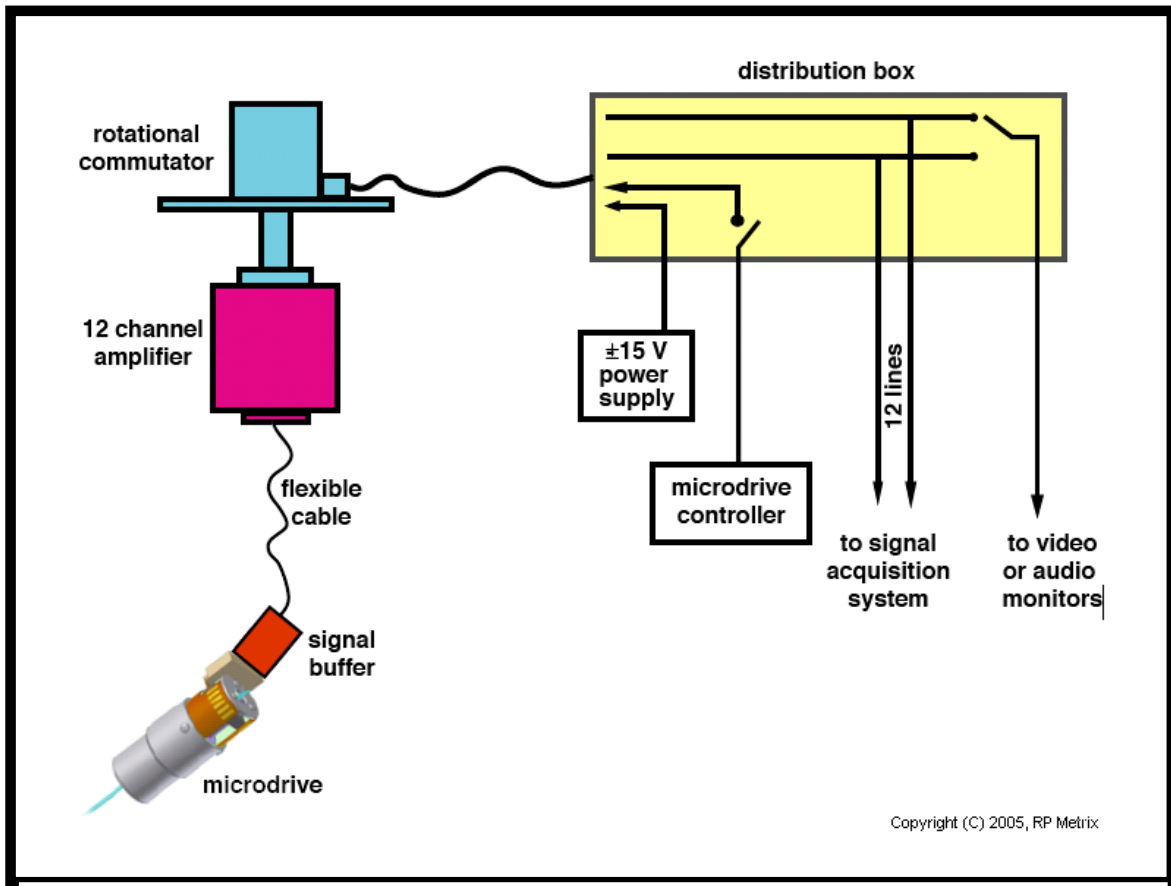 distribution box
rotational
commutator
12 channel
amplifier
±15 V
power
supply
12 lines
flexible
cable
microdrive
controller
to signal
acquisition
system
to video
or audio
monitors
signal
buffer
microdrive
Copyright (C) 2005, RP Metrix